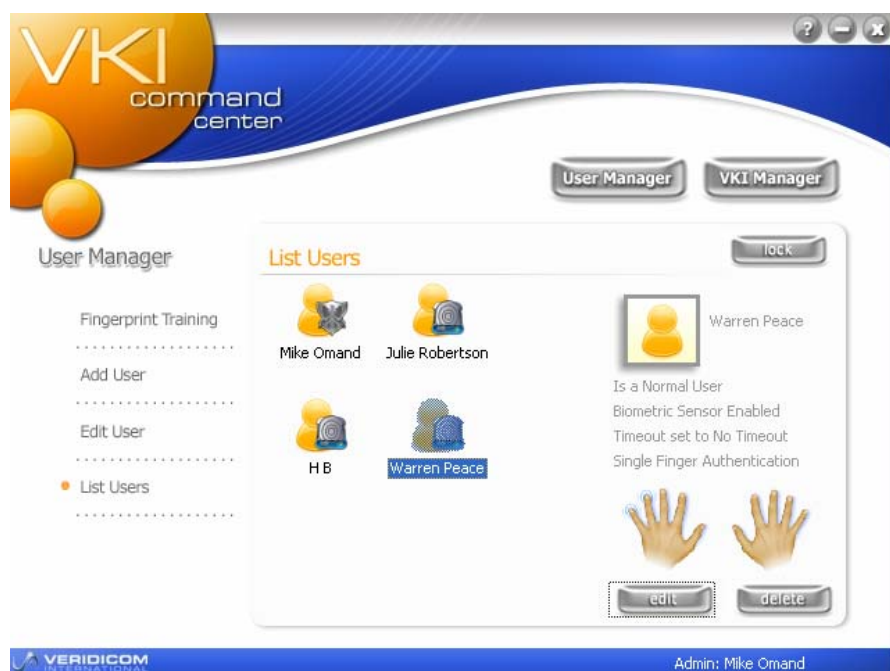 VKI
command
center
?
User Manager
VKI Manager
User Manager
List Users
lock
Fingerprint Training
Add User
Edit User
List Users
Mike Omand
Julie Robertson
H B
Warren Peace
Warren Peace
Is a Normal User
Biometric Sensor Enabled
Timeout set to No Timeout
Single Finger Authentication
edit
delete
VERIDICOM
INTERNATIONAL
Admin: Mike Omand